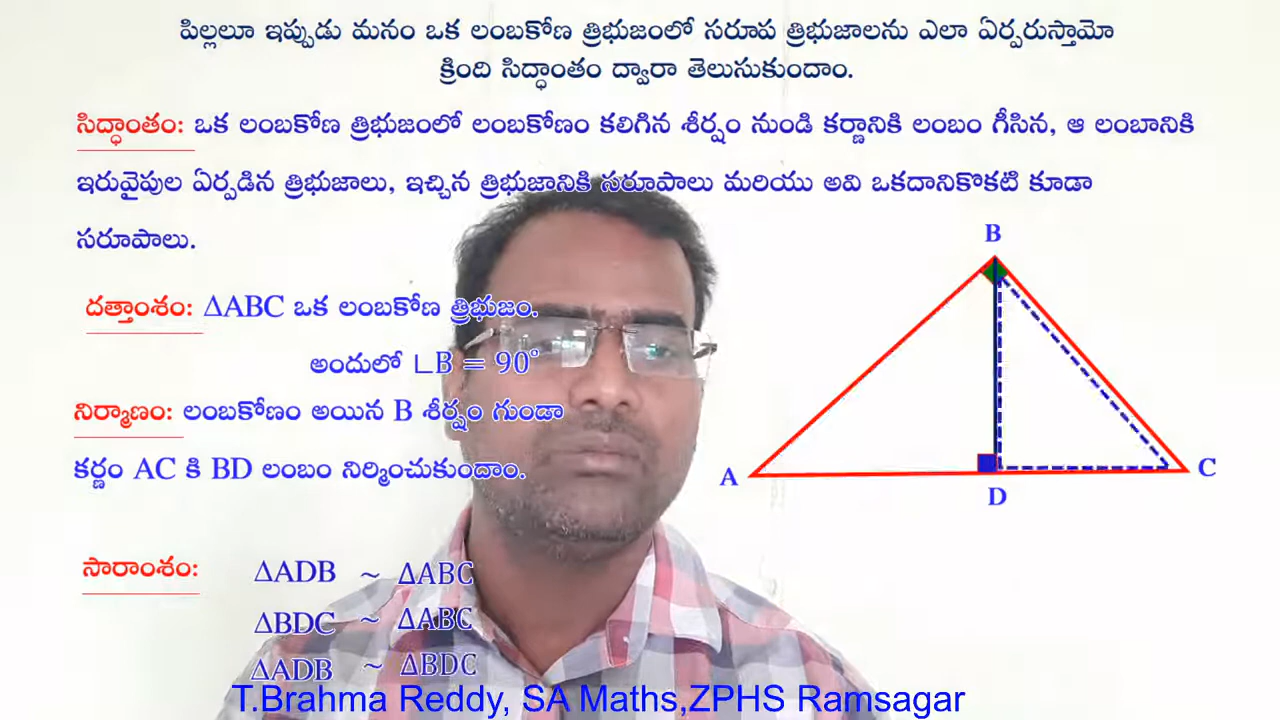 పిల్లలూ ఇప్పుడు మనం ఒక లంబకోణ త్రిభుజంలో సరూప త్రిభుజాలను ఎలా ఏర్పరుస్తామో
క్రింది సిద్ధాంతం ద్వారా తెలుసుకుందాం.
సిద్ధాంతం: ఒక లంబకోణ త్రిభుజంలో లంబకోణం కలిగిన శీర్షం నుండి కర్ణానికి లంబం గీసిన, ఆ లంబానికి
ఇరువైపుల ఏర్పడిన త్రిభుజాలు, ఇచ్చిన త్రిభుజానికి సరూపాలు మరియు అవి ఒకదానికొకటి కూడా
సరూపాలు.
దత్తాంశం: ΔABC ఒక లంబకోణ త్రిభుజం.
అందులో ∟B = 90°
నిర్మాణం: లంబకోణం అయిన B శీర్షం గుండా
కర్ణం AC కి BD లంబం నిర్మించుకుందాం.
B
A
D
C
సారాంశం: ΔADB ~ ΔABC
ΔBDC ~ ΔABC
ΔADB ~ ΔBDC
T.Brahma Reddy, SA Maths,ZPHS Ramsagar